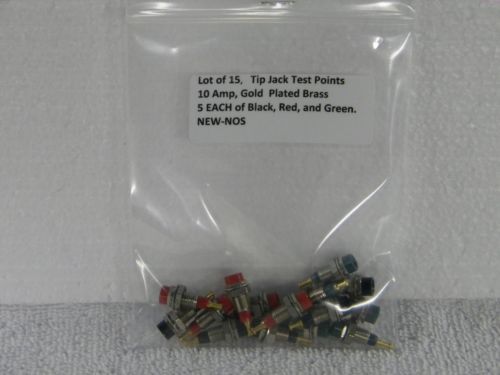 Lot of 15, Tip Jack Test Points
10 Amp, Gold Plated Brass
5 EACH of Black, Red, and Green.
NEW-NOS